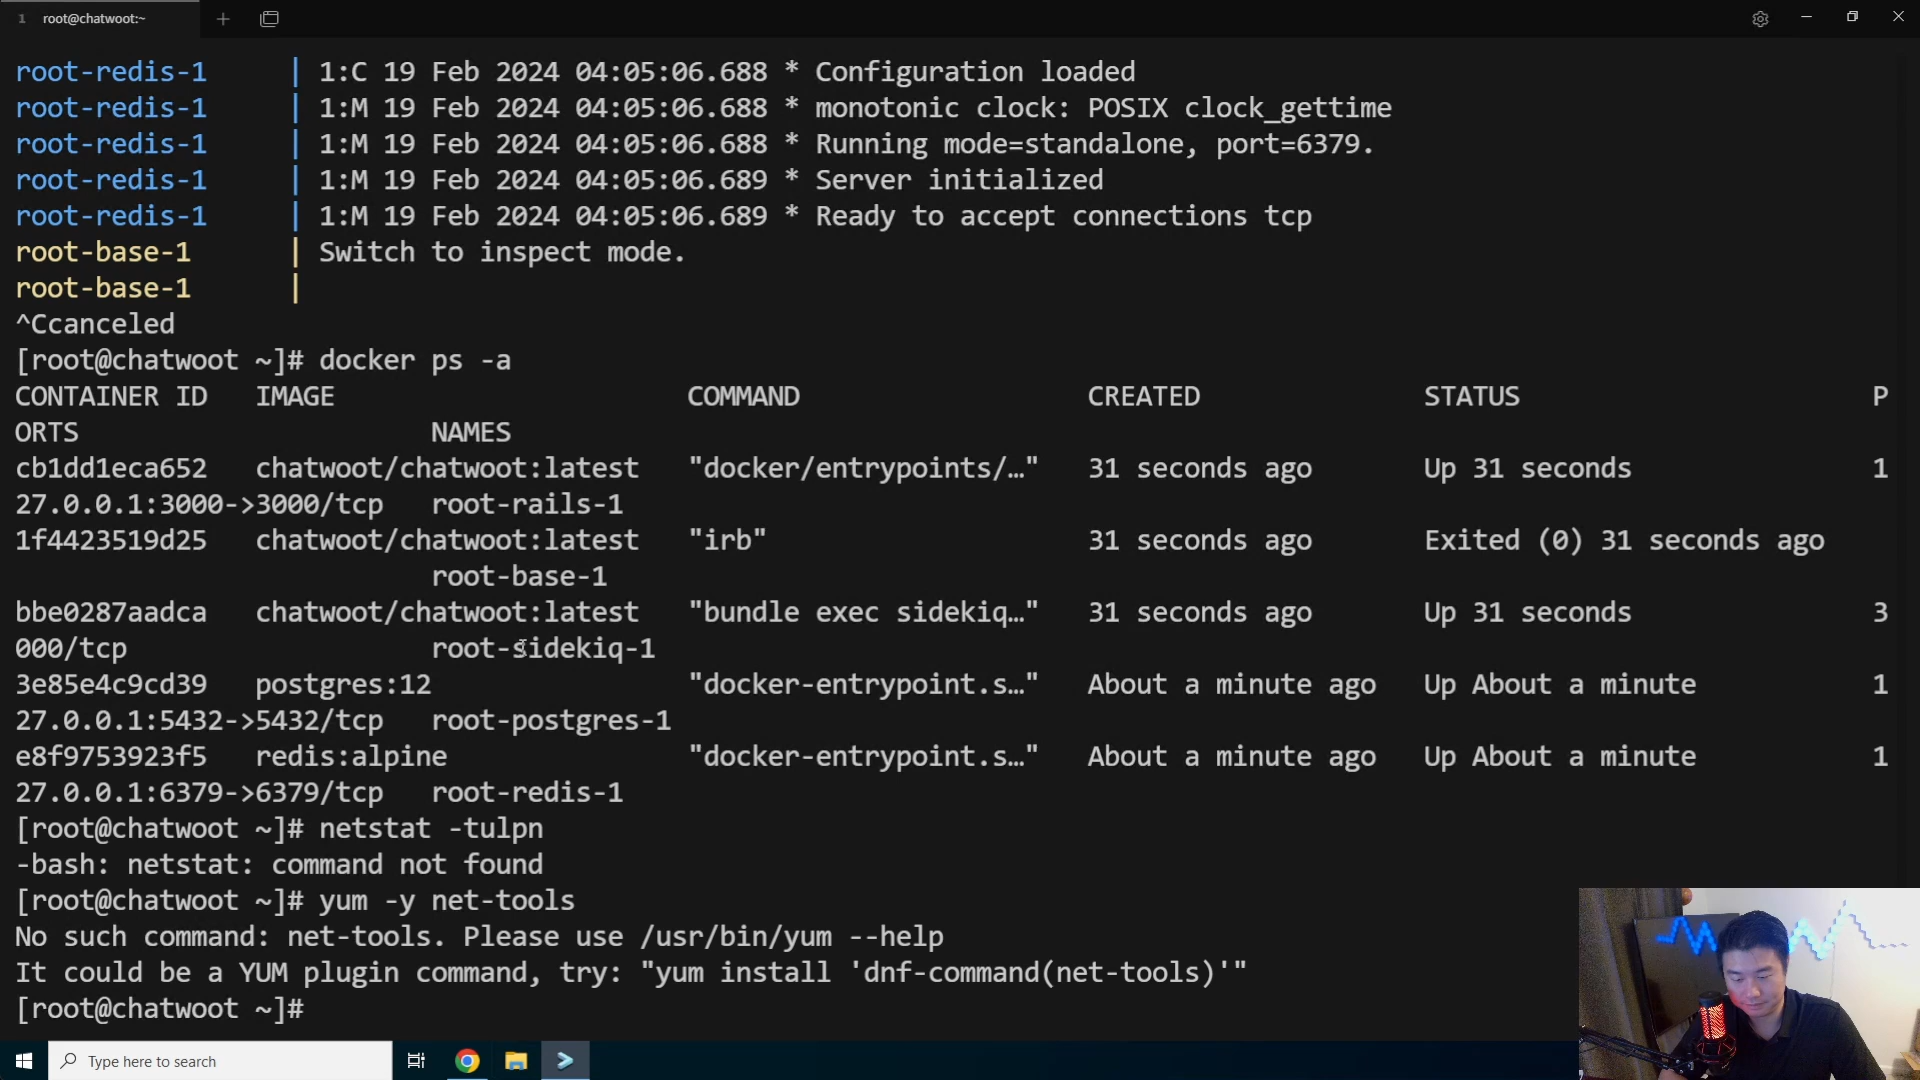 1 root@chatwoot:~
root-redis-1 | 1:C 19 Feb 2024 04:05:06.688 * Configuration loaded
root-redis-1 | 1:M 19 Feb 2024 04:05:06.688 * monotonic clock: POSIX clock_gettime
root-redis-1 | 1:M 19 Feb 2024 04:05:06.688 * Running mode=standalone, port=6379.
root-redis-1 | 1:M 19 Feb 2024 04:05:06.689 * Server initialized
root-redis-1 | 1:M 19 Feb 2024 04:05:06.689 * Ready to accept connections tcp
root-base-1 | Switch to inspect mode.
root-base-1 |
^Ccanceled
[root@chatwoot ~]# docker ps -a
CONTAINER ID IMAGE COMMAND CREATED STATUS P
ORTS NAMES
cb1dd1eca652 chatwoot/chatwoot:latest "docker/entrypoints/…" 31 seconds ago Up 31 seconds 1
27.0.0.1:3000->3000/tcp root-rails-1
1f4423519d25 chatwoot/chatwoot:latest "irb" 31 seconds ago Exited (0) 31 seconds ago
root-base-1
bbe0287aadca chatwoot/chatwoot:latest "bundle exec sidekiq…" 31 seconds ago Up 31 seconds 3
000/tcp root-sidekiq-1
3e85e4c9cd39 postgres:12 "docker-entrypoint.s…" About a minute ago Up About a minute 1
27.0.0.1:5432->5432/tcp root-postgres-1
e8f9753923f5 redis:alpine "docker-entrypoint.s…" About a minute ago Up About a minute 1
27.0.0.1:6379->6379/tcp root-redis-1
[root@chatwoot ~]# netstat -tulpn
-bash: netstat: command not found
[root@chatwoot ~]# yum -y net-tools
No such command: net-tools. Please use /usr/bin/yum --help
It could be a YUM plugin command, try: "yum install 'dnf-command(net-tools)'"
[root@chatwoot ~]#
Type here to search